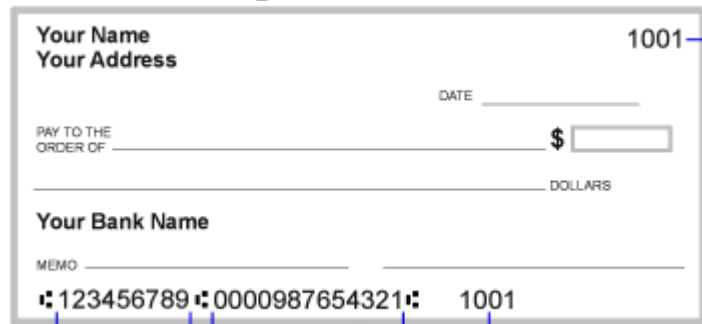 Your Name 1001
Your Address
DATE
PAY TO THE
ORDER OF $
DOLLARS
Your Bank Name
MEMO
⑆123456789⑆0000987654321⑆ 1001